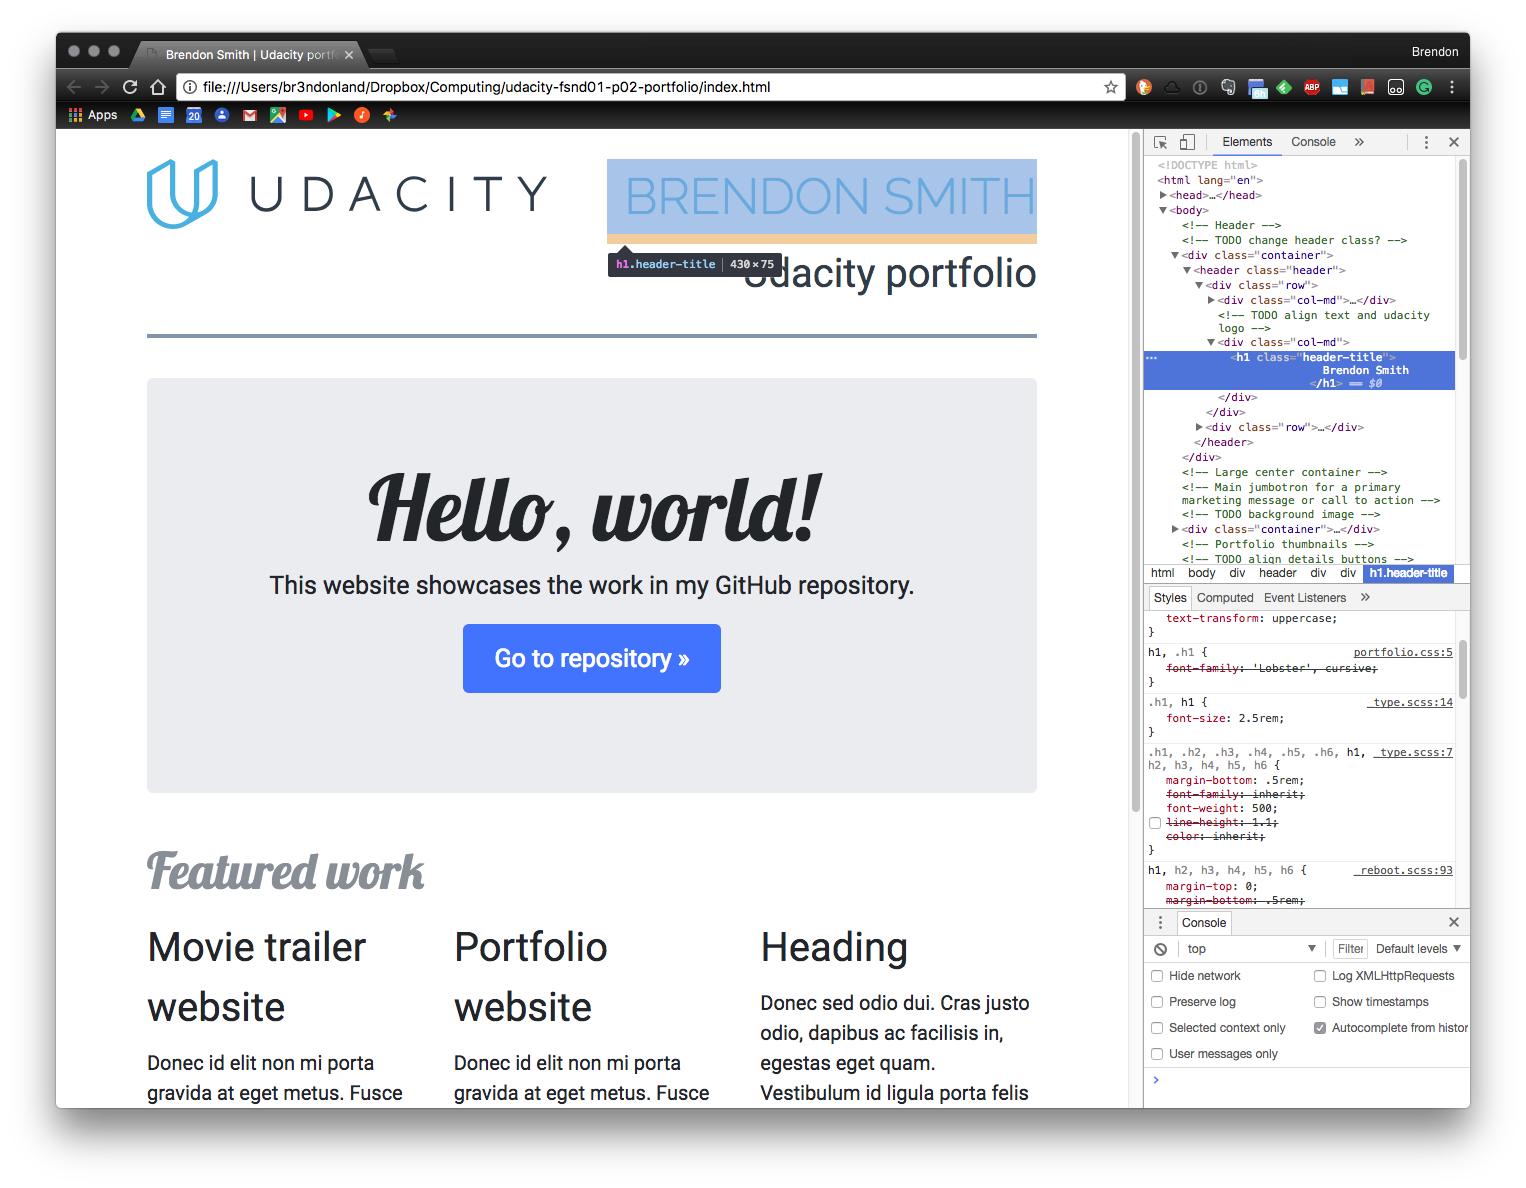 Brendon Smith | Udacity portf
Brendon
file:///Users/br3ndonland/Dropbox/Computing/udacity-fsnd01-p02-portfolio/index.html
Apps
20
ABP
UDACITY
BRENDON SMITH
h1.header-title 430 × 75
Udacity portfolio
Hello, world!
This website showcases the work in my GitHub repository.
Go to repository »
Featured work
Movie trailer website
Donec id elit non mi porta
gravida at eget metus. Fusce
Portfolio website
Donec id elit non mi porta
gravida at eget metus. Fusce
Heading
Donec sed odio dui. Cras justo
odio, dapibus ac facilisis in,
egestas eget quam.
Vestibulum id ligula porta felis
Elements Console »
<!DOCTYPE html>
<html lang="en">
<head>…</head>
<body>
<!-- Header -->
<!-- TODO change header class? -->
<div class="container">
<header class="header">
<div class="row">
<div class="col-md">…</div>
<!-- TODO align text and udacity
logo -->
<div class="col-md">
<h1 class="header-title">
Brendon Smith
</h1> == $0
</div>
</div>
<div class="row">…</div>
</header>
</div>
<!-- Large center container -->
<!-- Main jumbotron for a primary
marketing message or call to action -->
<!-- TODO background image -->
<div class="container">…</div>
<!-- Portfolio thumbnails -->
<!-- TODO align details buttons -->
html body div header div div h1.header-title
Styles Computed Event Listeners »
text-transform: uppercase;
}
h1, .h1 { portfolio.css:5
font-family: 'Lobster', cursive;
}
.h1, h1 { _type.scss:14
font-size: 2.5rem;
}
.h1, .h2, .h3, .h4, .h5, .h6, h1, _type.scss:7
h2, h3, h4, h5, h6 {
margin-bottom: .5rem;
font-family: inherit;
font-weight: 500;
line-height: 1.1;
color: inherit;
}
h1, h2, h3, h4, h5, h6 { _reboot.scss:93
margin-top: 0;
margin-bottom: .5rem;
Console
top Filter Default levels
Hide network Log XMLHttpRequests
Preserve log Show timestamps
Selected context only Autocomplete from histor
User messages only